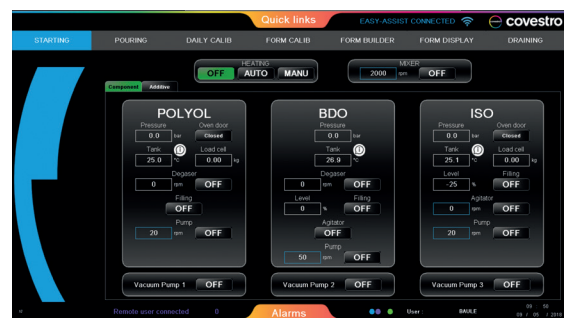 Quick links EASY-ASSIST CONNECTED covestro
STARTING POURING DAILY CALIB FORM CALIB FORM BUILDER FORM DISPLAY DRAINING
HEATING MIXER
OFF AUTO MANU 2000 rpm OFF
Component Additive
POLYOL BDO ISO
Pressure Oven door Pressure Pressure Oven door
0.0 bar Closed 0.0 bar 0.0 bar Closed
Tank Load cell Tank Tank Load cell
25.0 °C 0.00 kg 26.9 °C 25.1 °C 0.00 kg
Degaser Degaser Level Filling
0 rpm OFF 0 rpm OFF -25 % OFF
Filling Level Filling Agitator
OFF 0 % OFF 0 rpm OFF
Pump Agitator Pump
20 rpm OFF OFF 20 rpm OFF
Pump
50 rpm OFF
Vacuum Pump 1 OFF Vacuum Pump 2 OFF Vacuum Pump 3 OFF
Remote user connected 0 Alarms User : BAULE 09 : 50
09 / 05 / 2019